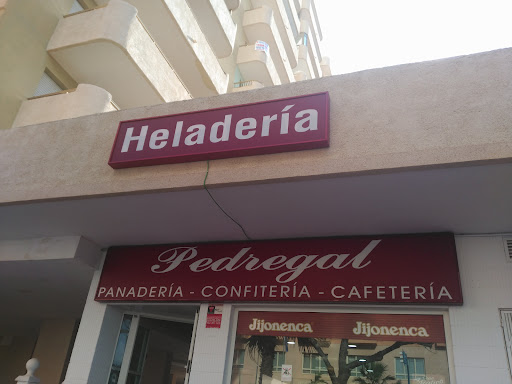 Heladería
Pedregal
PANADERÍA - CONFITERÍA - CAFETERÍA
Jijonenca Jijonenca